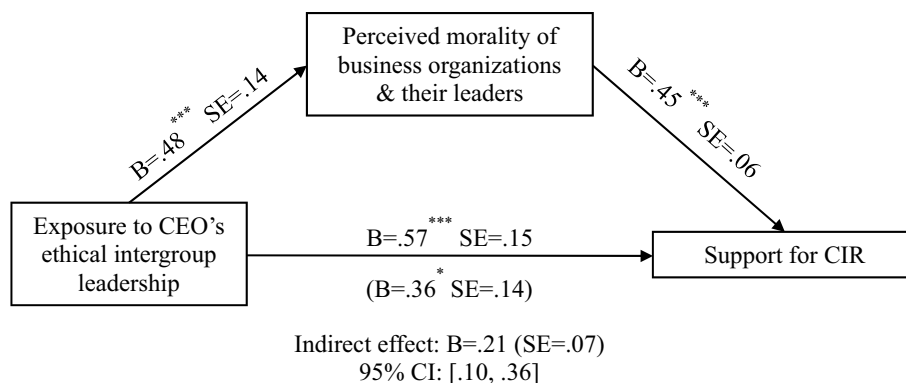 Perceived morality of
business organizations
& their leaders
B=.48*** SE=.14
B=.45*** SE=.06
Exposure to CEO’s
ethical intergroup
leadership
B=.57*** SE=.15
(B=.36* SE=.14)
Support for CIR
Indirect effect: B=.21 (SE=.07)
95% CI: [.10, .36]